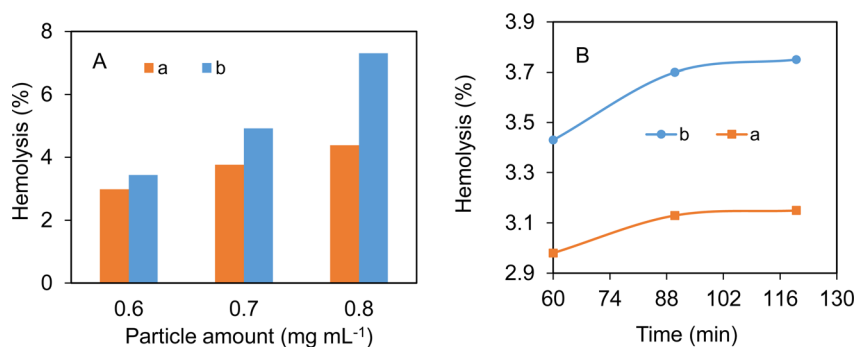 A
a b
Hemolysis (%)
8
6
4
2
0
0.6 0.7 0.8
Particle amount (mg mL⁻¹)
B
b a
Hemolysis (%)
3.9
3.7
3.5
3.3
3.1
2.9
60 74 88 102 116 130
Time (min)